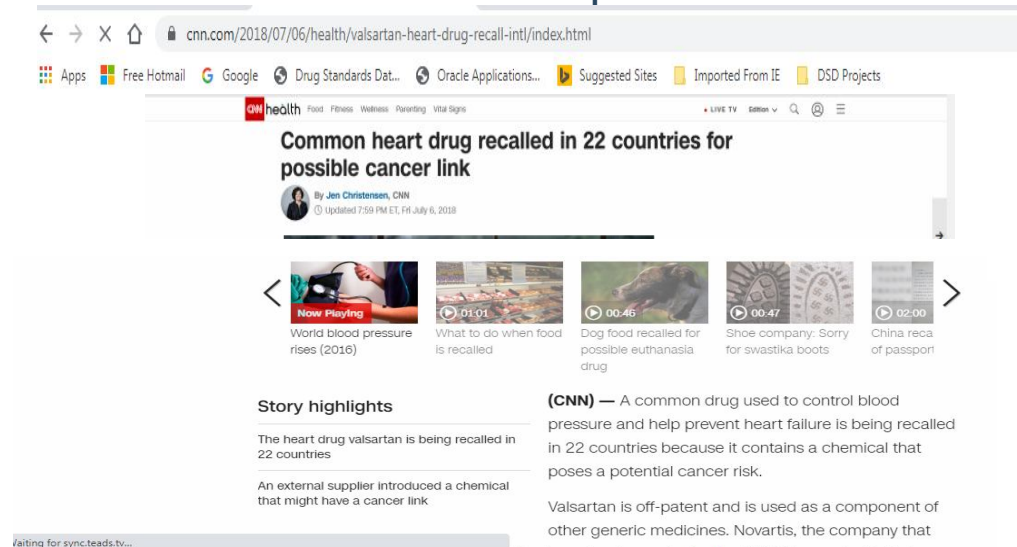 cnn.com/2018/07/06/health/valsartan-heart-drug-recall-intl/index.html
Apps Free Hotmail G Google Drug Standards Dat... Oracle Applications... b Suggested Sites Imported From IE DSD Projects
CNN health Food Fitness Wellness Parenting Vital Signs • LIVE TV Edition
Common heart drug recalled in 22 countries for
possible cancer link
By Jen Christensen, CNN
Updated 7:59 PM ET, Fri July 6, 2018
Now Playing 01:01 00:46 00:47 02:00
World blood pressure
rises (2016)
What to do when food
is recalled
Dog food recalled for
possible euthanasia
drug
Shoe company: Sorry
for swastika boots
China reca
of passport
Story highlights
The heart drug valsartan is being recalled in
22 countries
An external supplier introduced a chemical
that might have a cancer link
(CNN) — A common drug used to control blood
pressure and help prevent heart failure is being recalled
in 22 countries because it contains a chemical that
poses a potential cancer risk.
Valsartan is off-patent and is used as a component of
other generic medicines. Novartis, the company that
Waiting for sync.teads.tv...